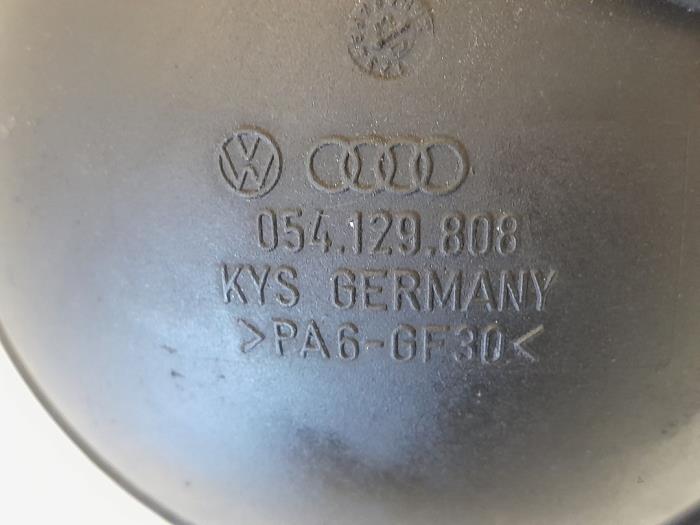 054.129.808
KYS GERMANY
>PA6-GF30<